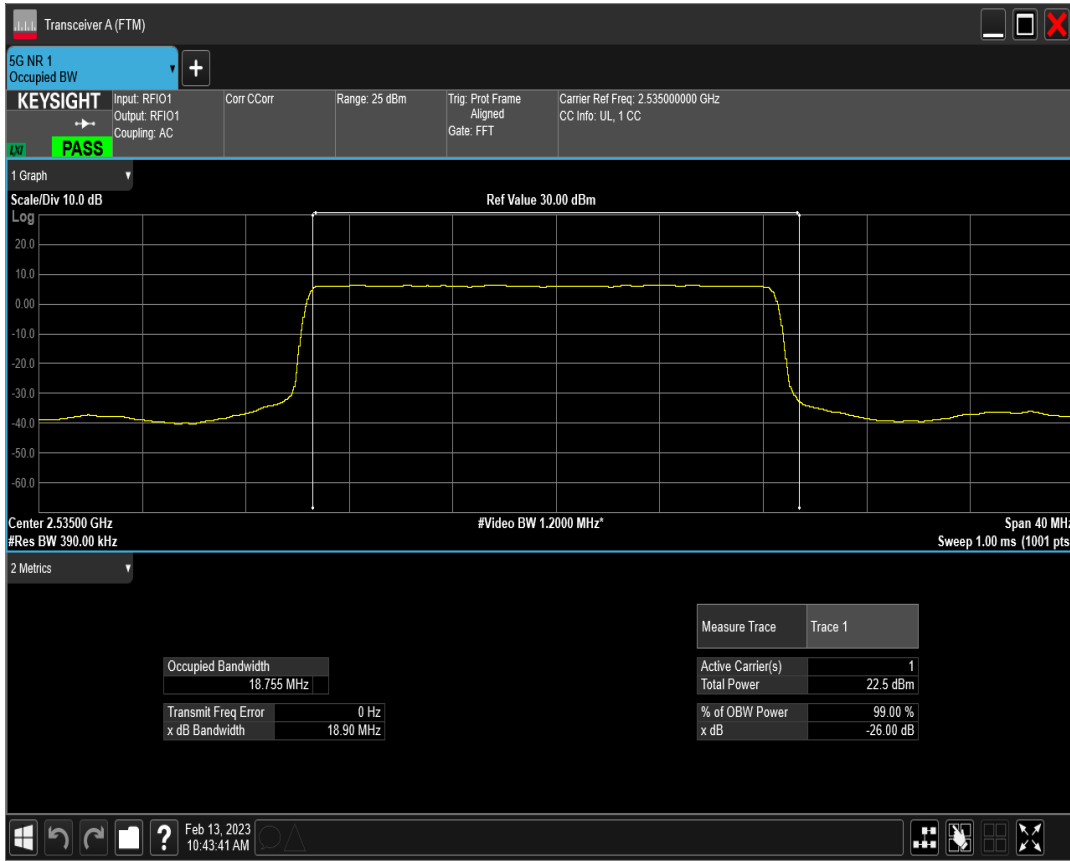 Transceiver A (FTM)
5G NR 1
Occupied BW
+
KEYSIGHT
LXI
PASS
Input: RFIO1
Output: RFIO1
Coupling: AC
Corr CCorr
Range: 25 dBm
Trig: Prot Frame
Aligned
Gate: FFT
Carrier Ref Freq: 2.535000000 GHz
CC Info: UL, 1 CC
1 Graph
Scale/Div 10.0 dB
Ref Value 30.00 dBm
Log
20.0
10.0
0.00
-10.0
-20.0
-30.0
-40.0
-50.0
-60.0
Center 2.53500 GHz
#Video BW 1.2000 MHz*
Span 40 MHz
#Res BW 390.00 kHz
Sweep 1.00 ms (1001 pts
2 Metrics
Measure Trace Trace 1
Occupied Bandwidth
18.755 MHz
Active Carrier(s) 1
Total Power 22.5 dBm
Transmit Freq Error 0 Hz
x dB Bandwidth 18.90 MHz
% of OBW Power 99.00 %
x dB -26.00 dB
?
Feb 13, 2023
10:43:41 AM